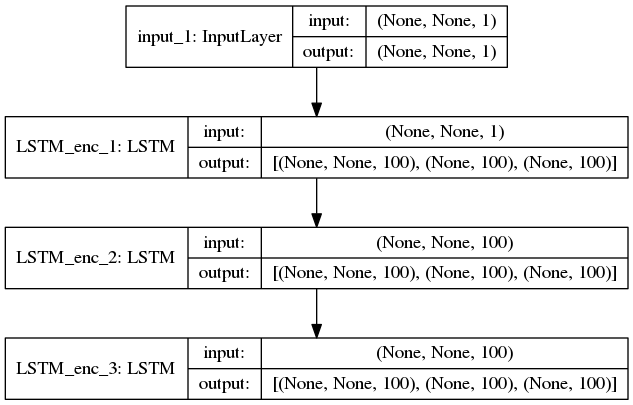 input_1: InputLayer
input: (None, None, 1)
output: (None, None, 1)
LSTM_enc_1: LSTM
input: (None, None, 1)
output: [(None, None, 100), (None, 100), (None, 100)]
LSTM_enc_2: LSTM
input: (None, None, 100)
output: [(None, None, 100), (None, 100), (None, 100)]
LSTM_enc_3: LSTM
input: (None, None, 100)
output: [(None, None, 100), (None, 100), (None, 100)]